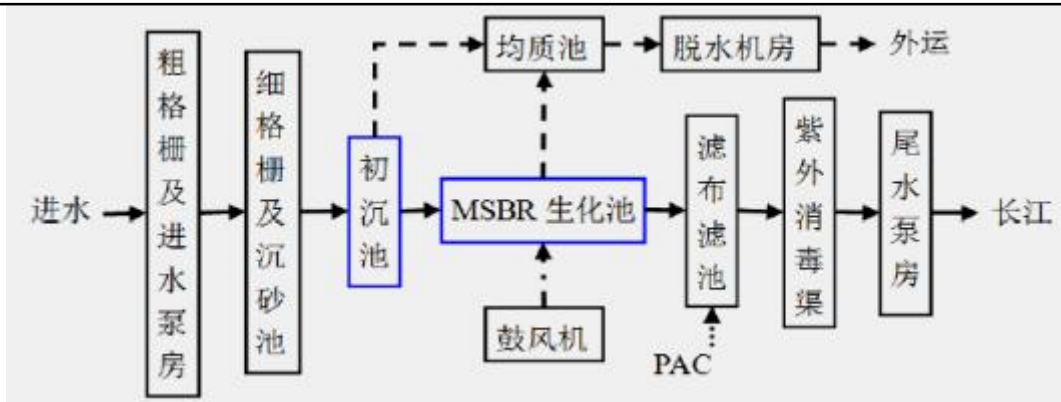 进水
粗格栅及进水泵房
细格栅及沉砂池
初沉池
均质池
脱水机房
外运
MSBR 生化池
鼓风机
滤布滤池
PAC
紫外消毒渠
尾水泵房
长江